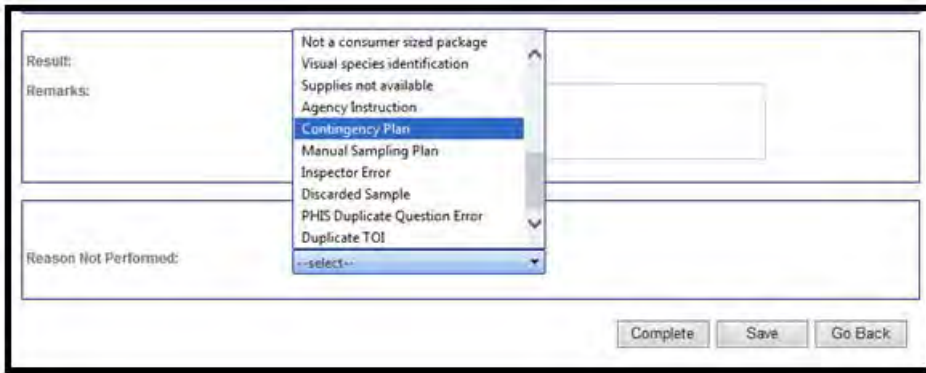 Result:
Remarks:
Not a consumer sized package
Visual species identification
Supplies not available
Agency Instruction
Contingency Plan
Manual Sampling Plan
Inspector Error
Discarded Sample
PHIS Duplicate Question Error
Duplicate TOI
Reason Not Performed:
--select--
Complete Save Go Back